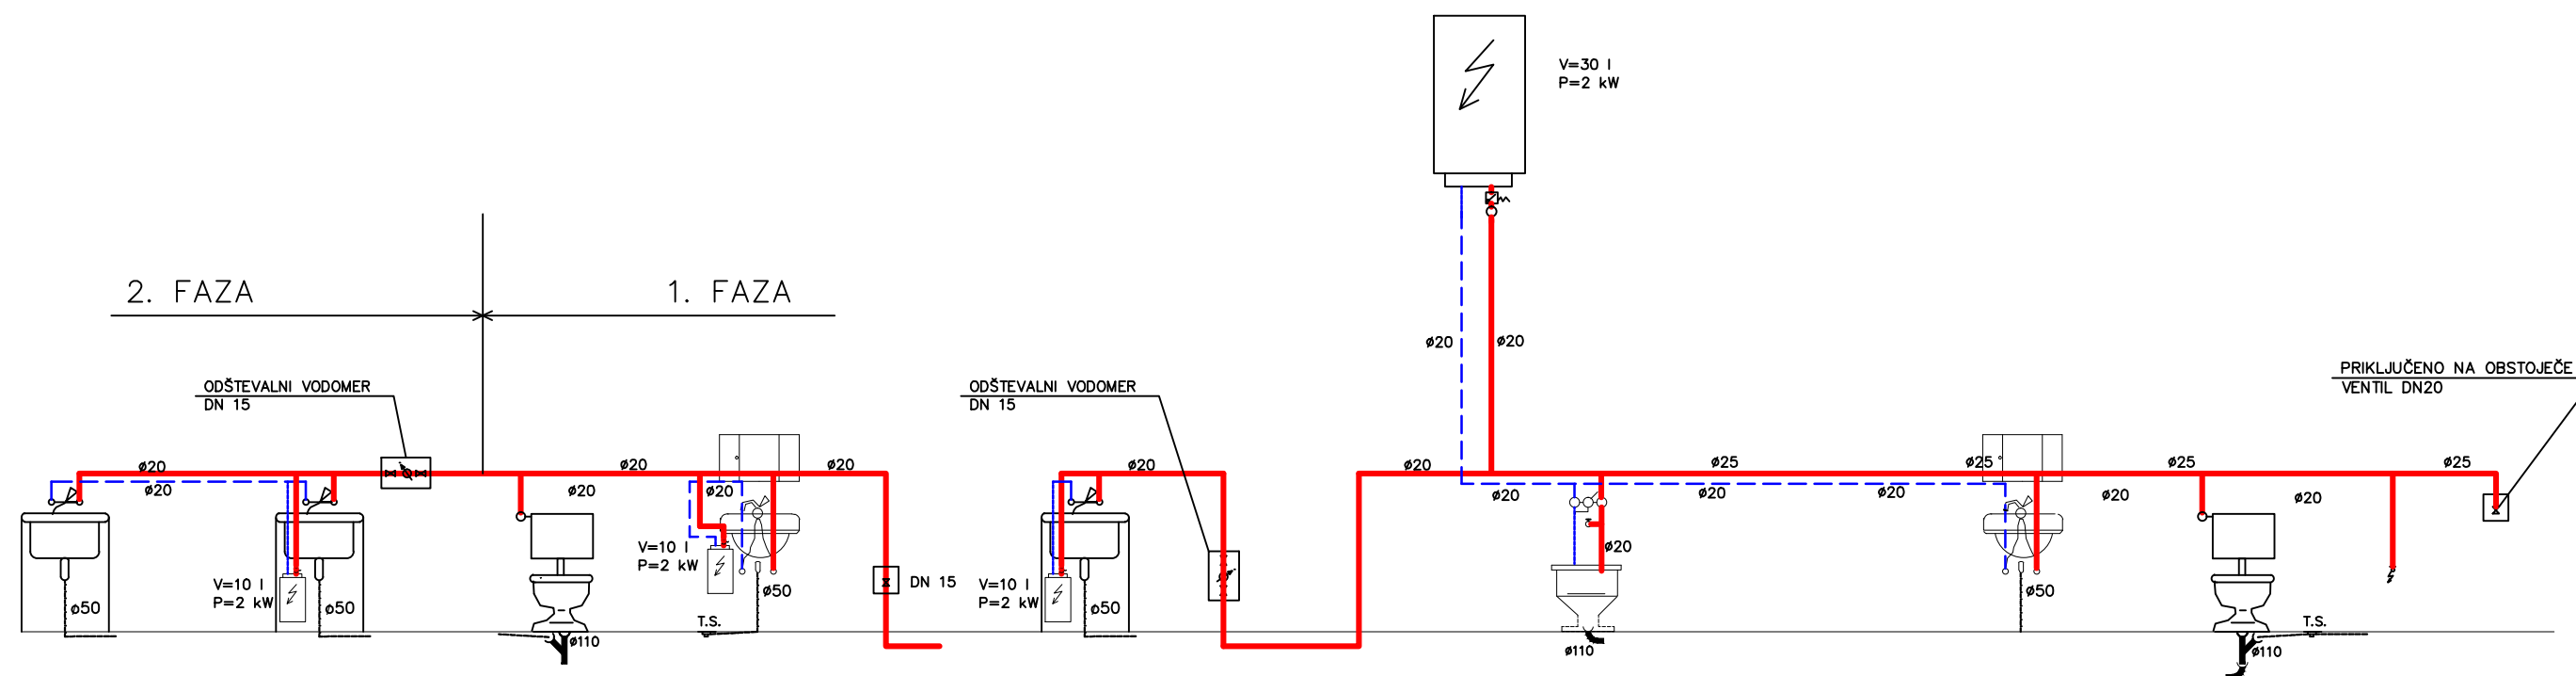 V=30 l
P=2 kW
2. FAZA
1. FAZA
ø20
ø20
ODŠTEVALNI VODOMER
DN 15
ODŠTEVALNI VODOMER
DN 15
PRIKLJUČENO NA OBSTOJEČE
VENTIL DN20
ø20
ø20
ø20
ø20
ø20
ø25
ø25
ø25
ø25
ø20
ø20
ø20
ø20
ø20
ø20
ø20
ø20
V=10 l
P=2 kW
V=10 l
P=2 kW
V=10 l
P=2 kW
ø20
DN 15
ø50
ø50
ø50
ø50
ø50
T.S.
T.S.
ø110
ø110
ø110